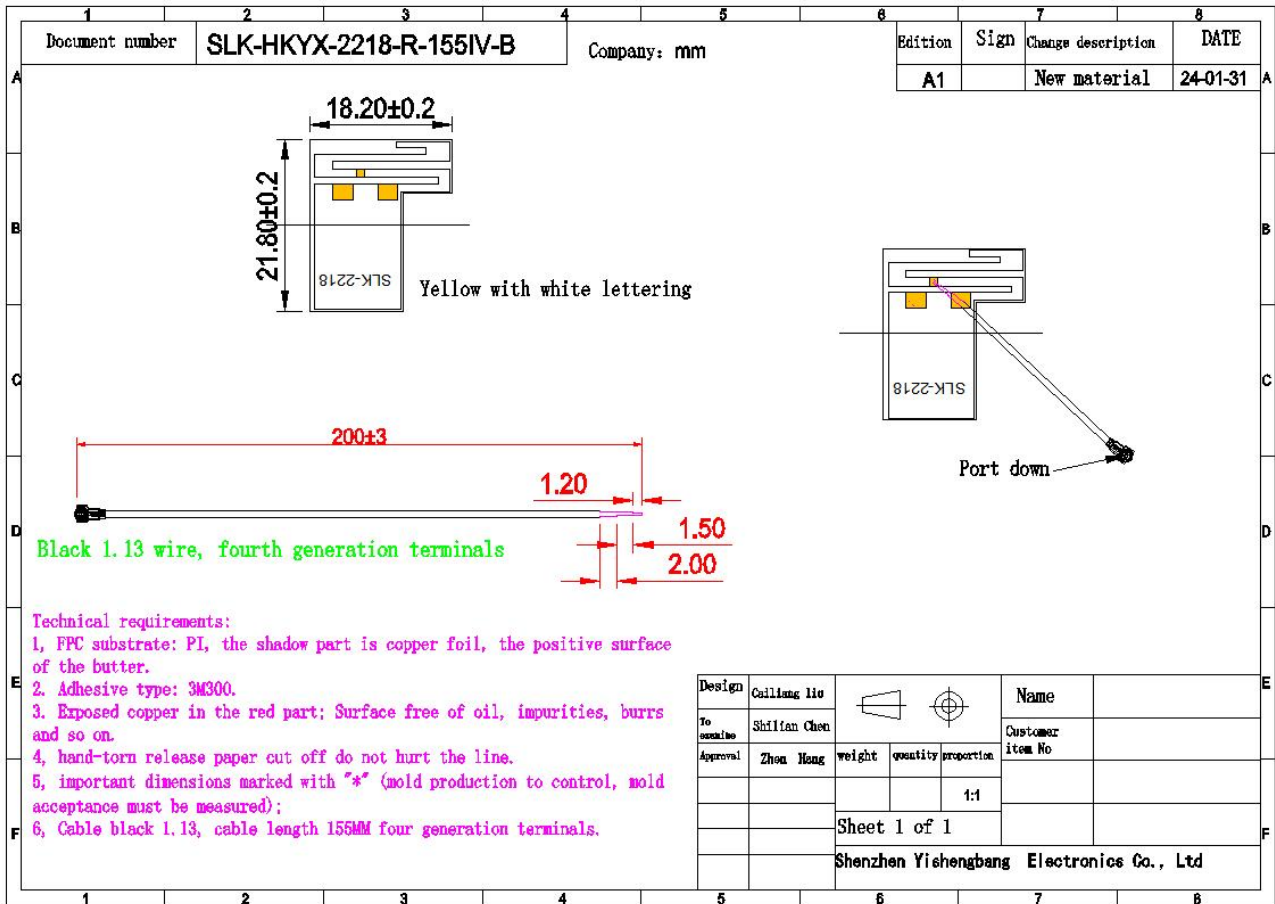 1 2 3 4 5 6 7 8
Document number SLK-HKYX-2218-R-155IV-B
Company: mm
Edition Sign Change description DATE
A1 New material 24-01-31
A A
B B
C C
D D
E E
F F
18.20±0.2
21.80±0.2
SLK-2218
Yellow with white lettering
SLK-2218
Port down
200±3
1.20
1.50
2.00
Black 1.13 wire, fourth generation terminals
Technical requirements:
1, FPC substrate: PI, the shadow part is copper foil, the positive surface
of the butter.
2. Adhesive type: 3M300.
3. Exposed copper in the red part; Surface free of oil, impurities, burrs
and so on.
4, hand-torn release paper cut off do not hurt the line.
5, important dimensions marked with "*" (mold production to control, mold
acceptance must be measured);
6, Cable black 1.13, cable length 155MM four generation terminals.
Design Cailiang liu
To examine Shilian Chen
Approval Zhou Hang
weight quantity proportion
1:1
Sheet 1 of 1
Name
Customer
item No
Shenzhen Yishengbang Electronics Co., Ltd
1 2 3 4 5 6 7 8